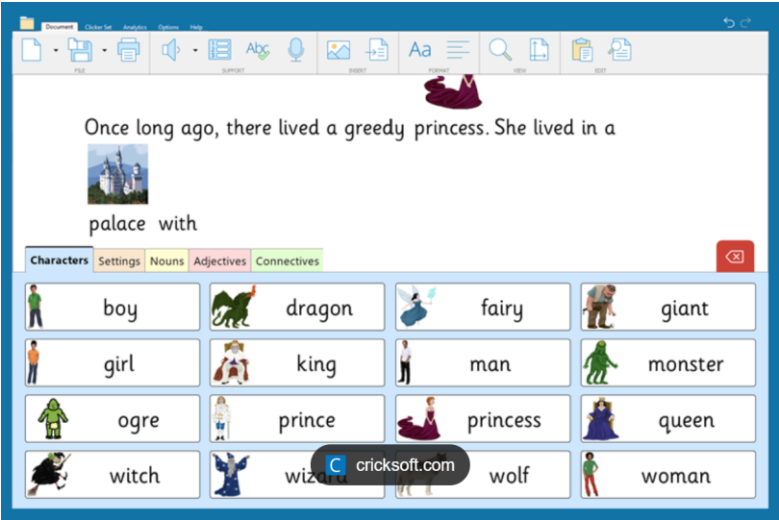 Document Clicker Set Analytics Options Help
Abc Aa
FILE SUPPORT INSERT FORMAT VIEW EDIT
Once long ago, there lived a greedy princess. She lived in a
palace with
Characters Settings Nouns Adjectives Connectives
boy dragon fairy giant
girl king man monster
ogre prince princess queen
C cricksoft.com
witch wizard wolf woman